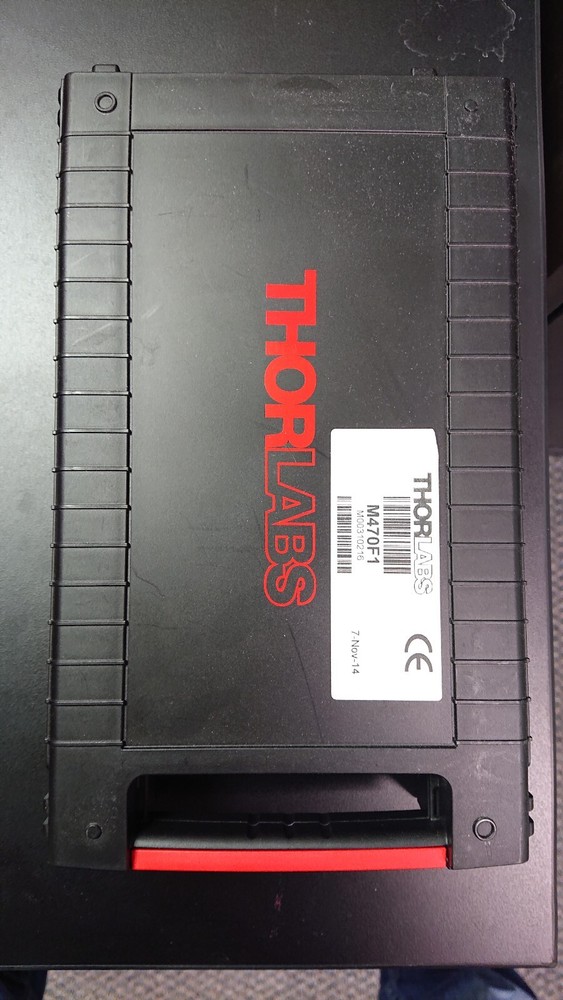 THORLABS
THORLABS
M470F1
M00310216
7-Nov-14
CE